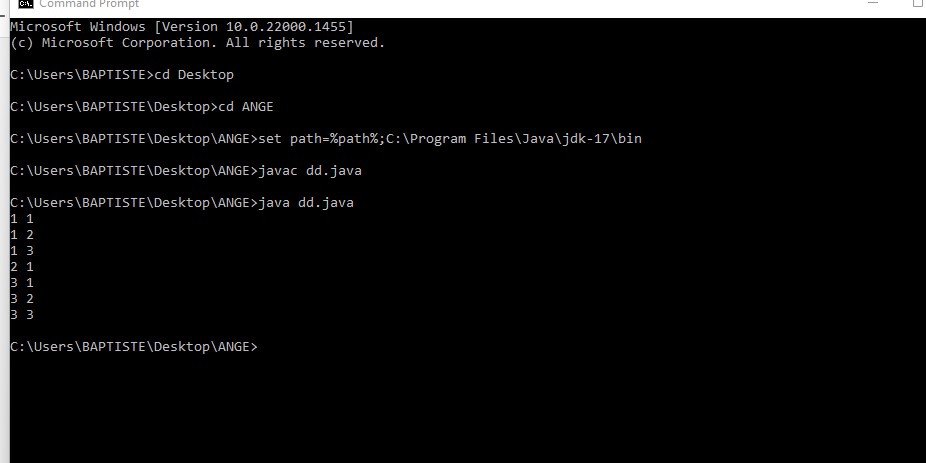 Command Prompt
Microsoft Windows [Version 10.0.22000.1455]
(c) Microsoft Corporation. All rights reserved.
C:\Users\BAPTISTE>cd Desktop
C:\Users\BAPTISTE\Desktop>cd ANGE
C:\Users\BAPTISTE\Desktop\ANGE>set path=%path%;C:\Program Files\Java\jdk-17\bin
C:\Users\BAPTISTE\Desktop\ANGE>javac dd.java
C:\Users\BAPTISTE\Desktop\ANGE>java dd.java
1 1
1 2
1 3
2 1
3 1
3 2
3 3
C:\Users\BAPTISTE\Desktop\ANGE>